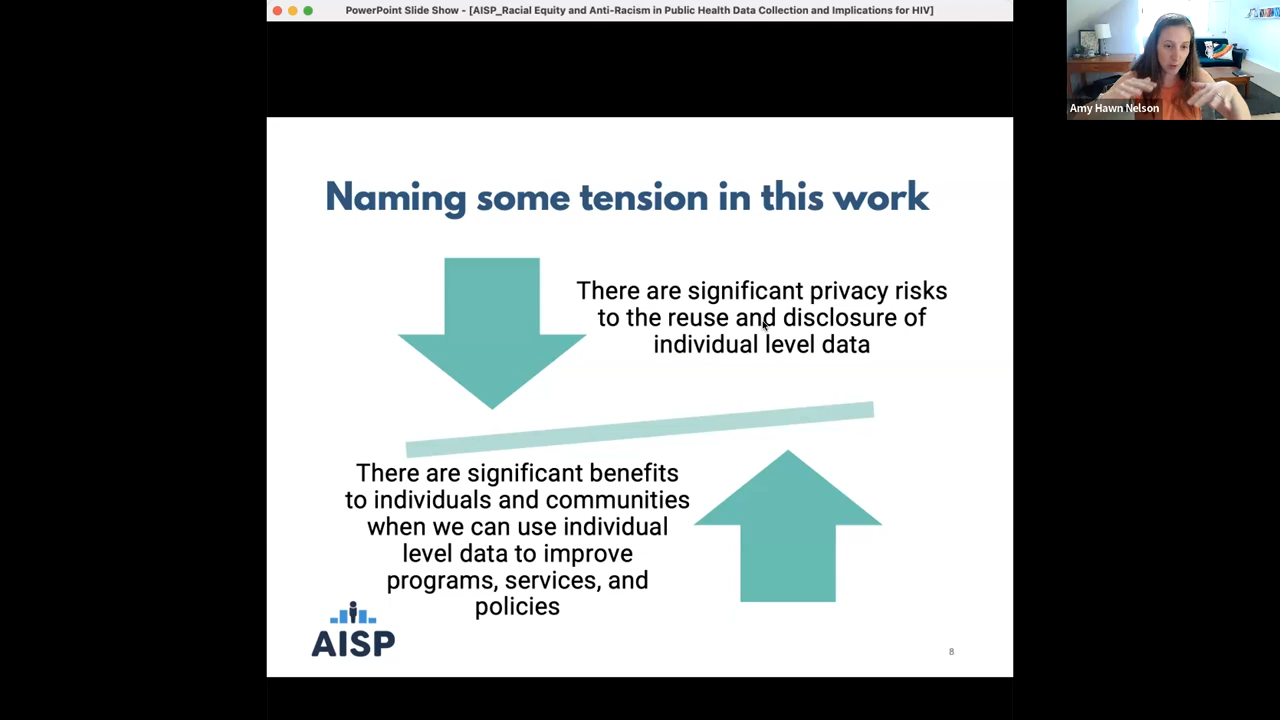 PowerPoint Slide Show - [AISP_Racial Equity and Anti-Racism in Public Health Data Collection and Implications for HIV]
Amy Hawn Nelson
Naming some tension in this work
There are significant privacy risks
to the reuse and disclosure of
individual level data
There are significant benefits
to individuals and communities
when we can use individual
level data to improve
programs, services, and
policies
AISP
8